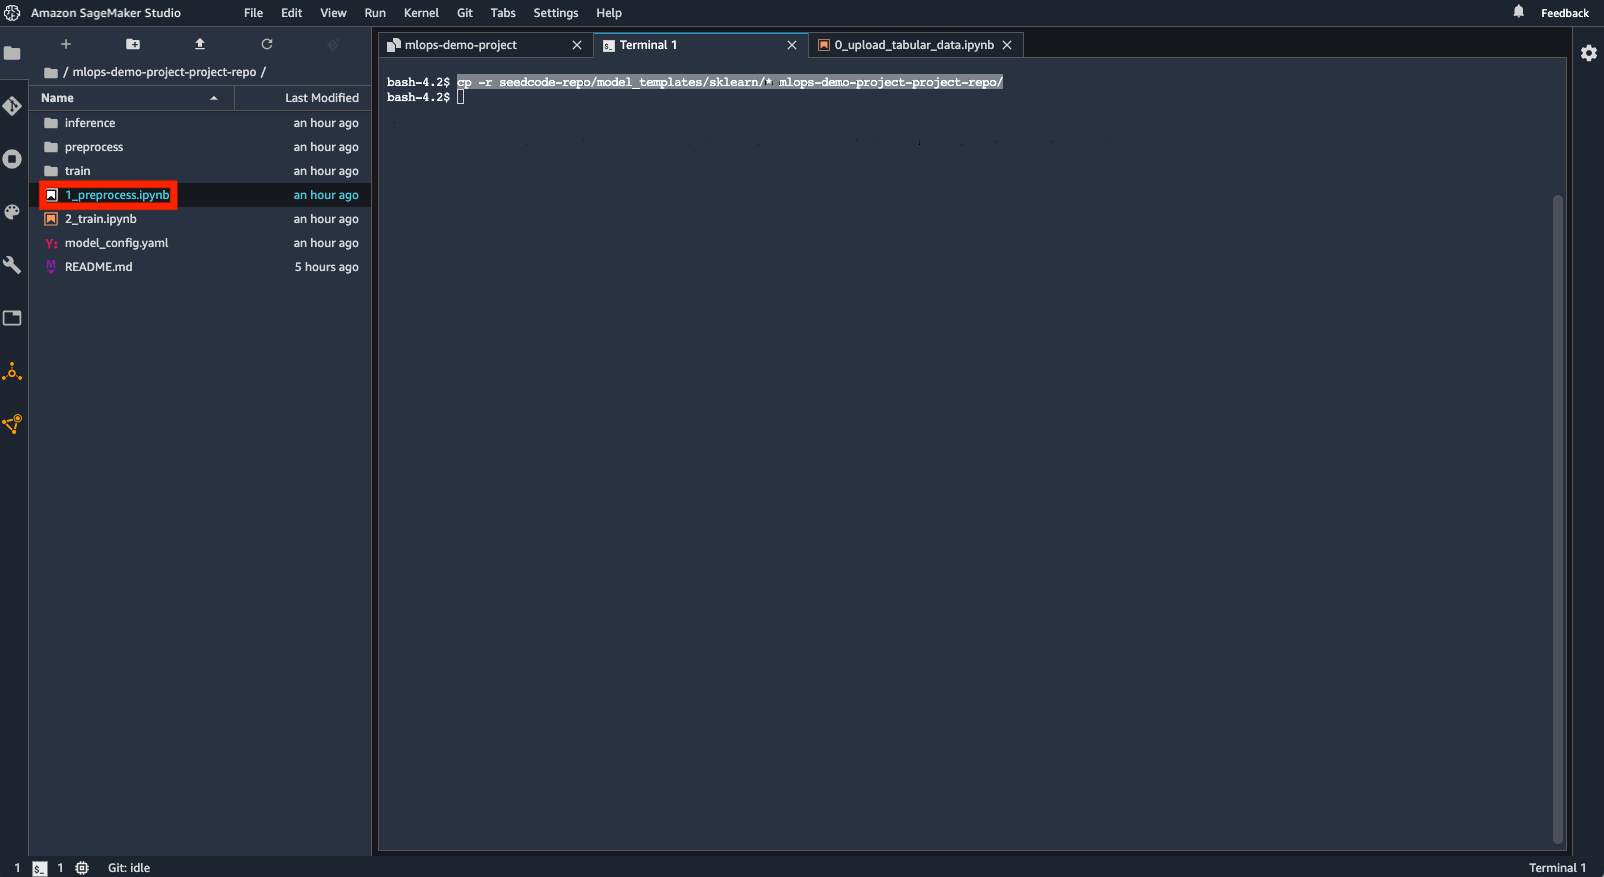 Amazon SageMaker Studio File Edit View Run Kernel Git Tabs Settings Help Feedback
/ mlops-demo-project-project-repo /
Name Last Modified
inference an hour ago
preprocess an hour ago
train an hour ago
1_preprocess.ipynb an hour ago
2_train.ipynb an hour ago
Y: model_config.yaml an hour ago
M README.md 5 hours ago
mlops-demo-project
$_ Terminal 1
0_upload_tabular_data.ipynb
bash-4.2$ cp -r seedcode-repo/model_templates/sklearn/* mlops-demo-project-project-repo/
bash-4.2$
1 $_ 1 Git: idle Terminal 1